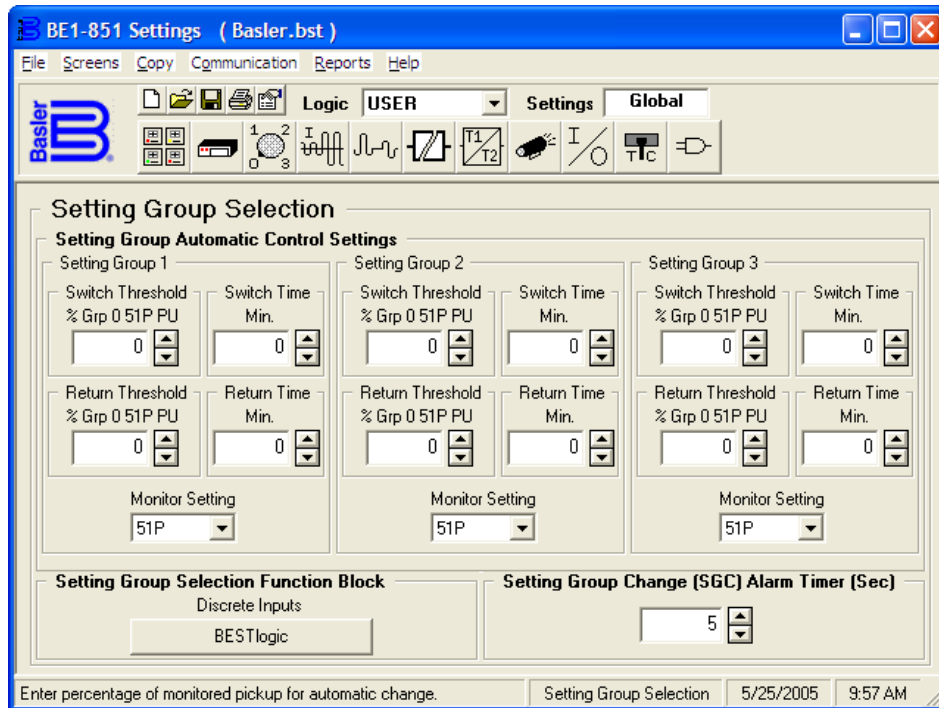 BE1-851 Settings ( Basler.bst )
File Screens Copy Communication Reports Help
Basler
Logic USER Settings Global
1 2 0 3 I T1 T2 I O T C
Setting Group Selection
Setting Group Automatic Control Settings
Setting Group 1 Setting Group 2 Setting Group 3
Switch Threshold Switch Time Switch Threshold Switch Time Switch Threshold Switch Time
% Grp 0 51P PU Min. % Grp 0 51P PU Min. % Grp 0 51P PU Min.
0 0 0 0 0 0
Return Threshold Return Time Return Threshold Return Time Return Threshold Return Time
% Grp 0 51P PU Min. % Grp 0 51P PU Min. % Grp 0 51P PU Min.
0 0 0 0 0 0
Monitor Setting Monitor Setting Monitor Setting
51P 51P 51P
Setting Group Selection Function Block Setting Group Change (SGC) Alarm Timer (Sec)
Discrete Inputs
BESTlogic 5
Enter percentage of monitored pickup for automatic change. Setting Group Selection 5/25/2005 9:57 AM